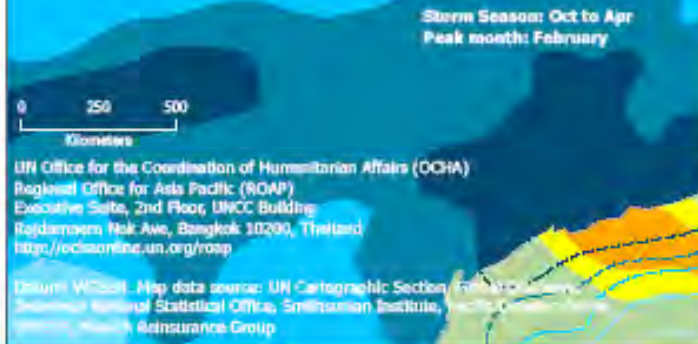 Storm Season: Oct to Apr
Peak month: February
0 250 500
Kilometers
UN Office for the Coordination of Humanitarian Affairs (OCHA)
Regional Office for Asia Pacific (ROAP)
Executive Suite, 2nd Floor, UNCC Building
Rajdamnern Nok Ave, Bangkok 10200, Thailand
http://ochaonline.un.org/roap
Map data source: UN Cartographic Section,
National Statistical Office, Smithsonian Institute,
Munich Reinsurance Group